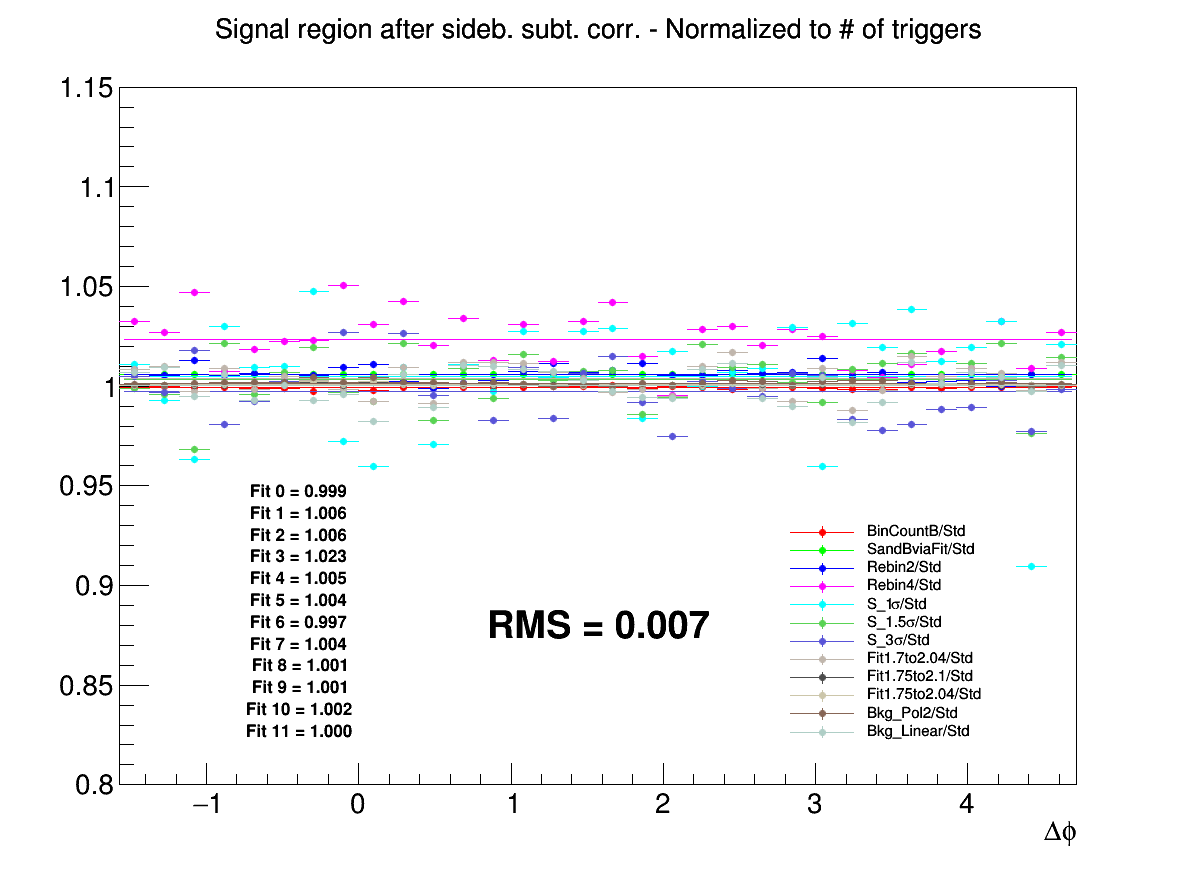 Signal region after sideb. subt. corr. - Normalized to # of triggers
1.15
1.1
1.05
1
0.95
0.9
0.85
0.8
Fit 0 = 0.999
Fit 1 = 1.006
Fit 2 = 1.006
Fit 3 = 1.023
Fit 4 = 1.005
Fit 5 = 1.004
Fit 6 = 0.997
Fit 7 = 1.004
Fit 8 = 1.001
Fit 9 = 1.001
Fit 10 = 1.002
Fit 11 = 1.000
RMS = 0.007
BinCountB/Std
SandBviaFit/Std
Rebin2/Std
Rebin4/Std
S_1σ/Std
S_1.5σ/Std
S_3σ/Std
Fit1.7to2.04/Std
Fit1.75to2.1/Std
Fit1.75to2.04/Std
Bkg_Pol2/Std
Bkg_Linear/Std
−1 0 1 2 3 4
Δϕ